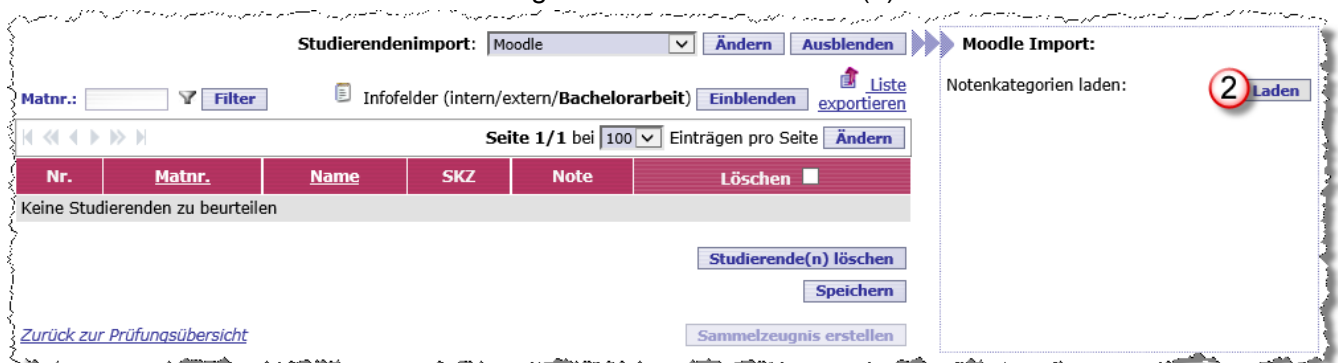 Studierendenimport: Moodle Ändern Ausblenden
Matnr.: Filter Infofelder (intern/extern/Bachelorarbeit) Einblenden Liste
exportieren
Seite 1/1 bei 100 Einträgen pro Seite Ändern
Nr. Matnr. Name SKZ Note Löschen
Keine Studierenden zu beurteilen
Studierende(n) löschen
Speichern
Zurück zur Prüfungsübersicht Sammelzeugnis erstellen
Moodle Import:
Notenkategorien laden: 2 Laden